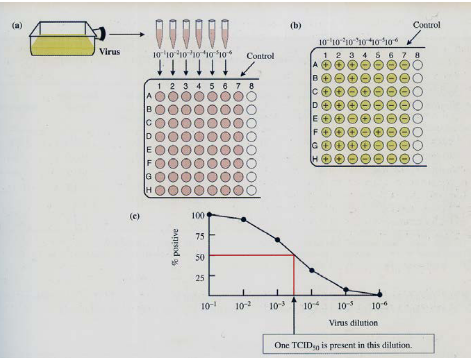 (a)
Virus
10⁻¹ 10⁻² 10⁻³ 10⁻⁴ 10⁻⁵ 10⁻⁶
Control
1 2 3 4 5 6 7 8
A
B
C
D
E
F
G
H
(b)
Control
10⁻¹ 10⁻² 10⁻³ 10⁻⁴ 10⁻⁵ 10⁻⁶
1 2 3 4 5 6 7 8
A + + + − − − −
B
C
D
E
F
G
H
(c)
% positive
100
75
50
25
10⁻¹ 10⁻² 10⁻³ 10⁻⁴ 10⁻⁵ 10⁻⁶
Virus dilution
One TCID₅₀ is present in this dilution.